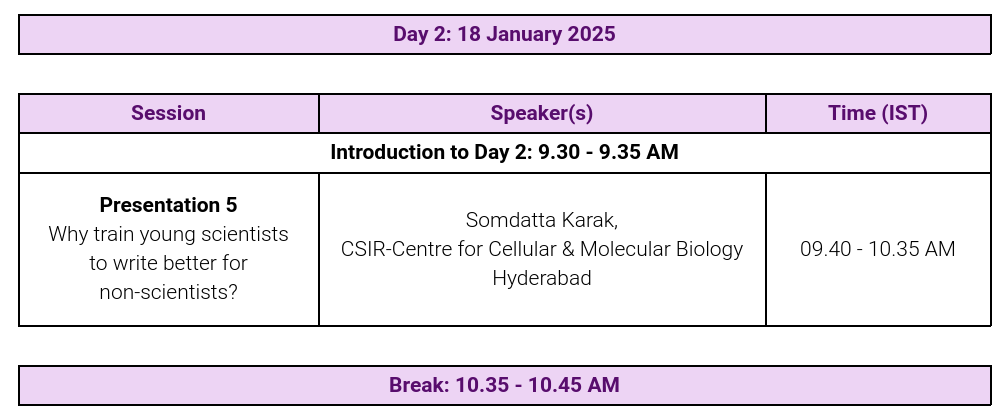 Day 2: 18 January 2025
Session
Speaker(s)
Time (IST)
Introduction to Day 2: 9.30 - 9.35 AM
Presentation 5
Why train young scientists
to write better for
non-scientists?
Somdatta Karak,
CSIR-Centre for Cellular & Molecular Biology
Hyderabad
09.40 - 10.35 AM
Break: 10.35 - 10.45 AM